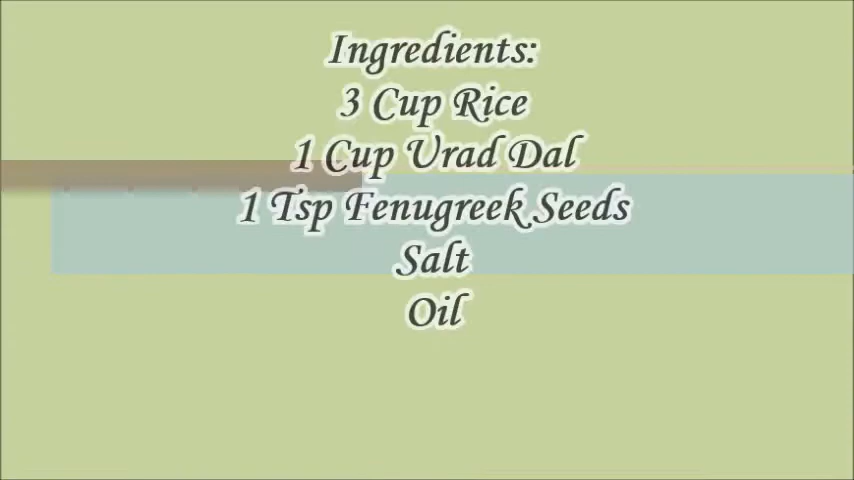 Ingredients:
3 Cup Rice
1 Cup Urad Dal
1 Tsp Fenugreek Seeds
Salt
Oil